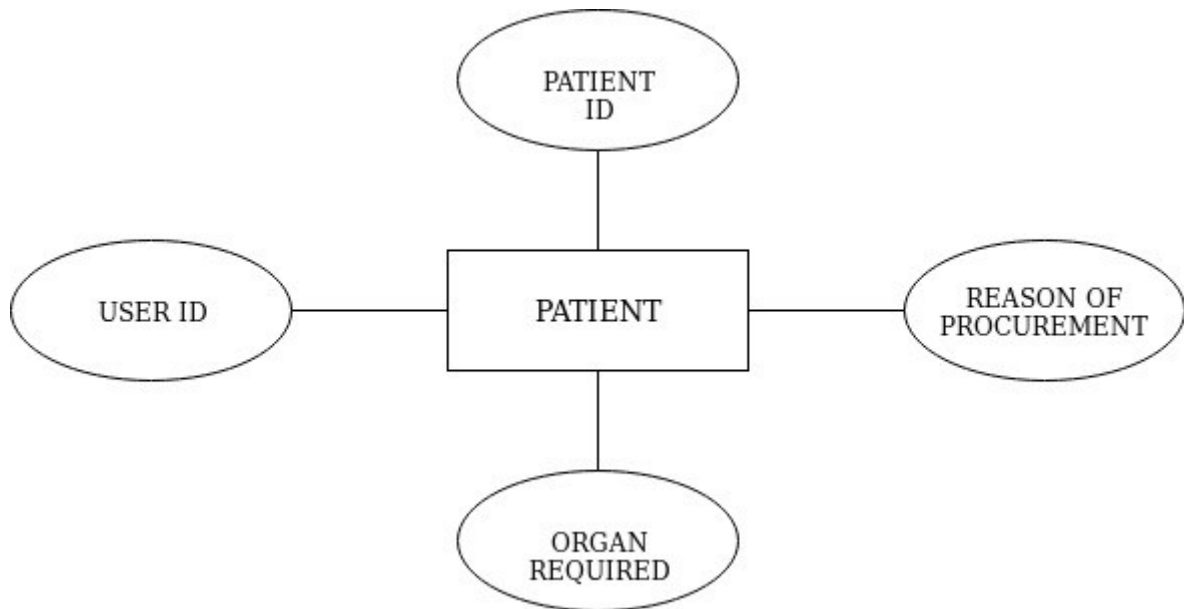 PATIENT
ID
USER ID
PATIENT
REASON OF
PROCUREMENT
ORGAN
REQUIRED